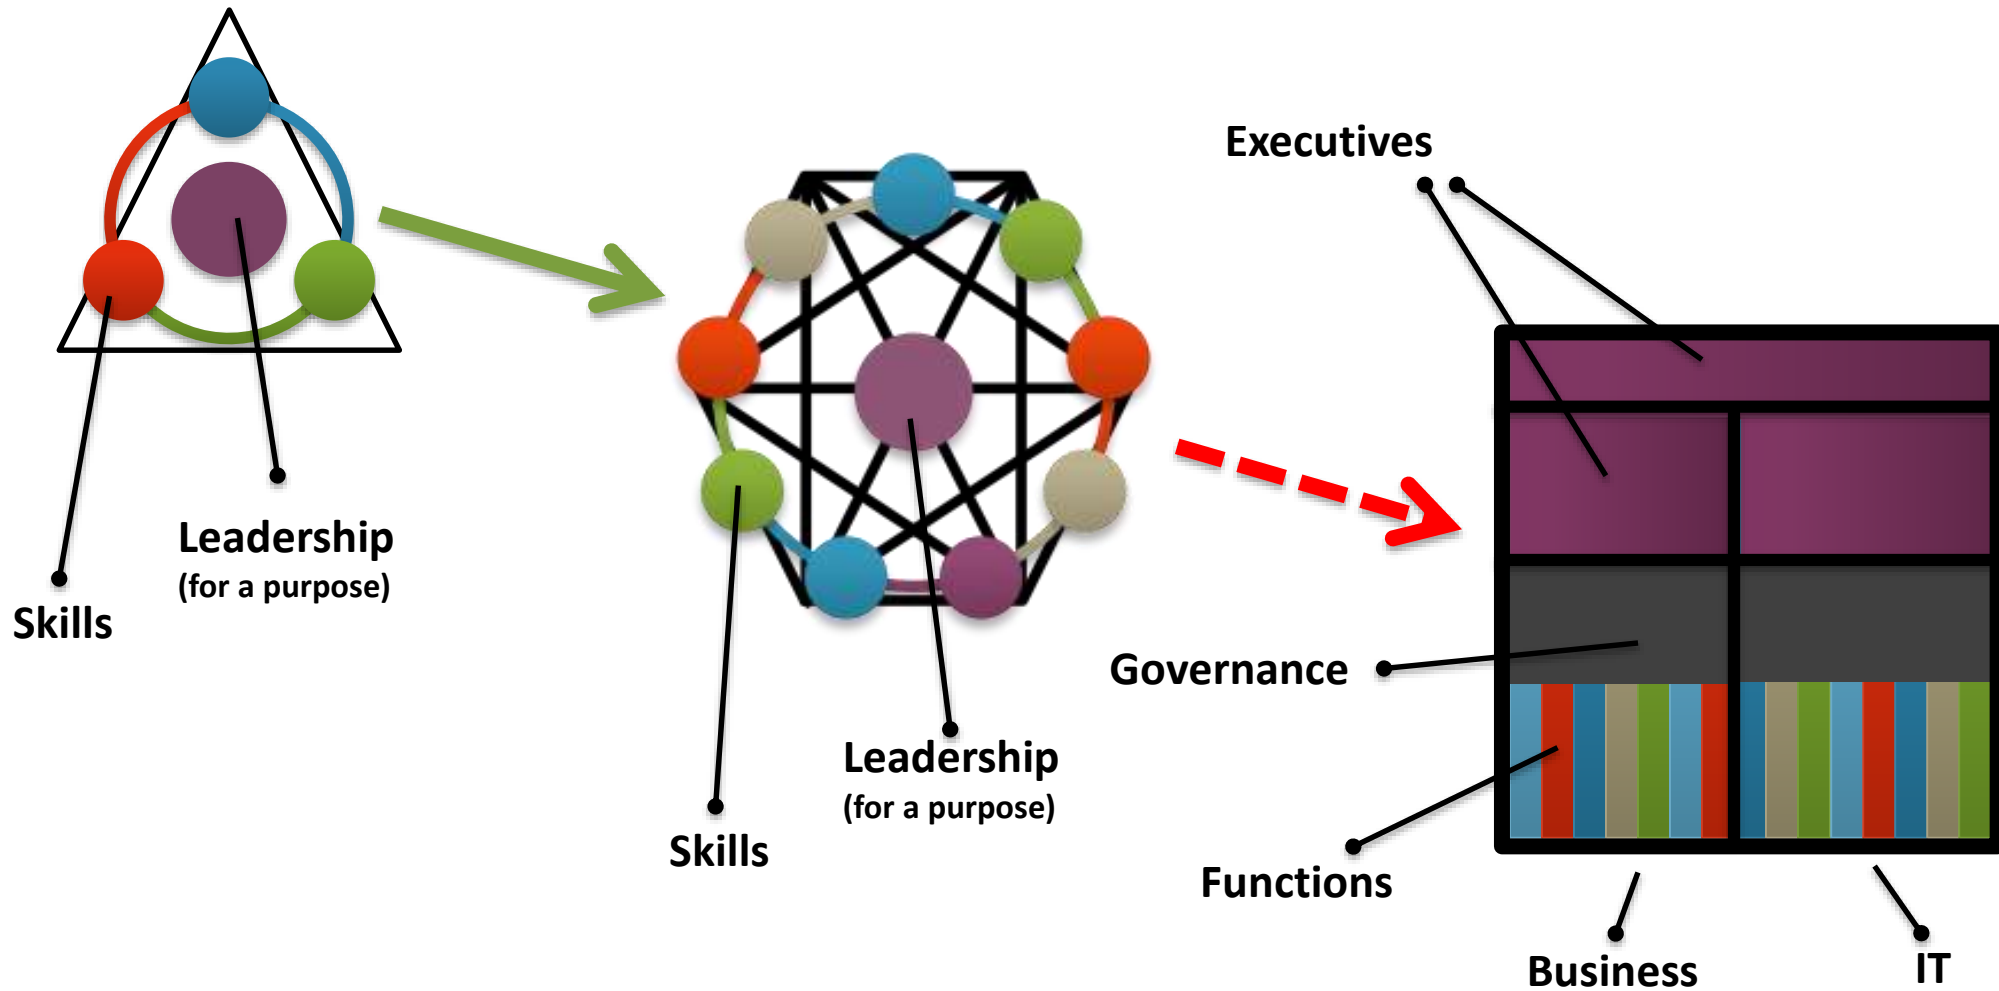 Leadership
(for a purpose)
Skills
Leadership
(for a purpose)
Skills
Executives
Governance
Functions
Business
IT